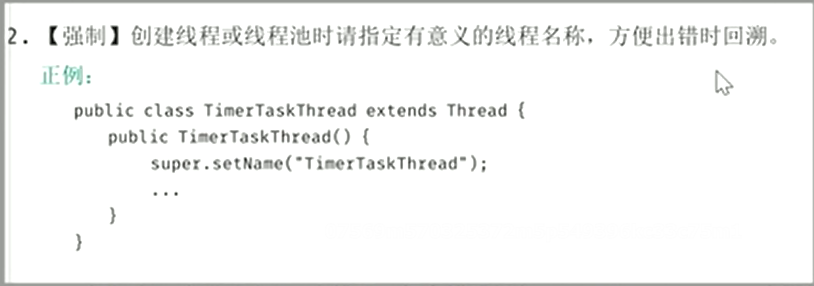 2. 【强制】创建线程或线程池时请指定有意义的线程名称，方便出错时回溯。
正例：
public class TimerTaskThread extends Thread {
public TimerTaskThread() {
super.setName("TimerTaskThread");
...
}
}